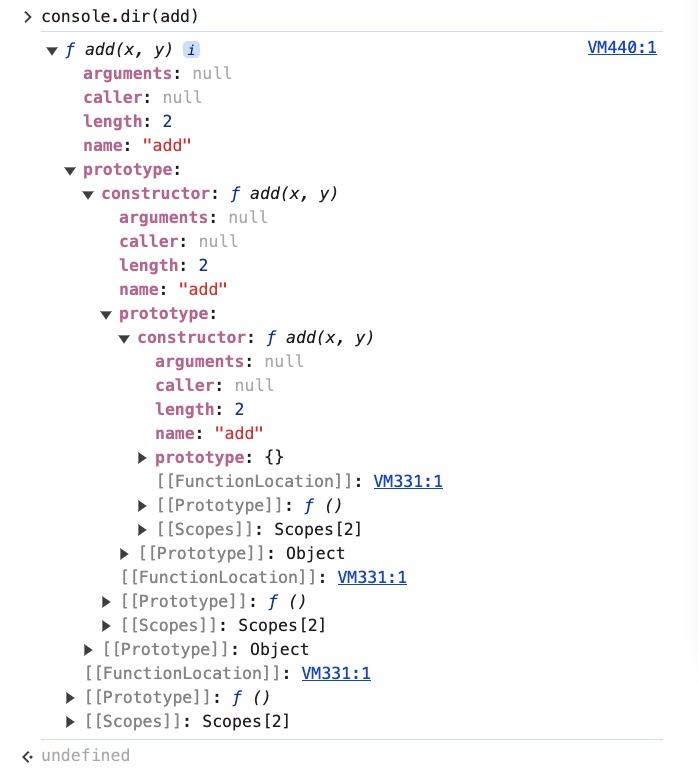 > console.dir(add)
▼ ƒ add(x, y) i VM440:1
arguments: null
caller: null
length: 2
name: "add"
▼ prototype:
▼ constructor: ƒ add(x, y)
arguments: null
caller: null
length: 2
name: "add"
▼ prototype:
▼ constructor: ƒ add(x, y)
arguments: null
caller: null
length: 2
name: "add"
▶ prototype: {}
[[FunctionLocation]]: VM331:1
▶ [[Prototype]]: ƒ ()
▶ [[Scopes]]: Scopes[2]
▶ [[Prototype]]: Object
[[FunctionLocation]]: VM331:1
▶ [[Prototype]]: ƒ ()
▶ [[Scopes]]: Scopes[2]
▶ [[Prototype]]: Object
[[FunctionLocation]]: VM331:1
▶ [[Prototype]]: ƒ ()
▶ [[Scopes]]: Scopes[2]
undefined